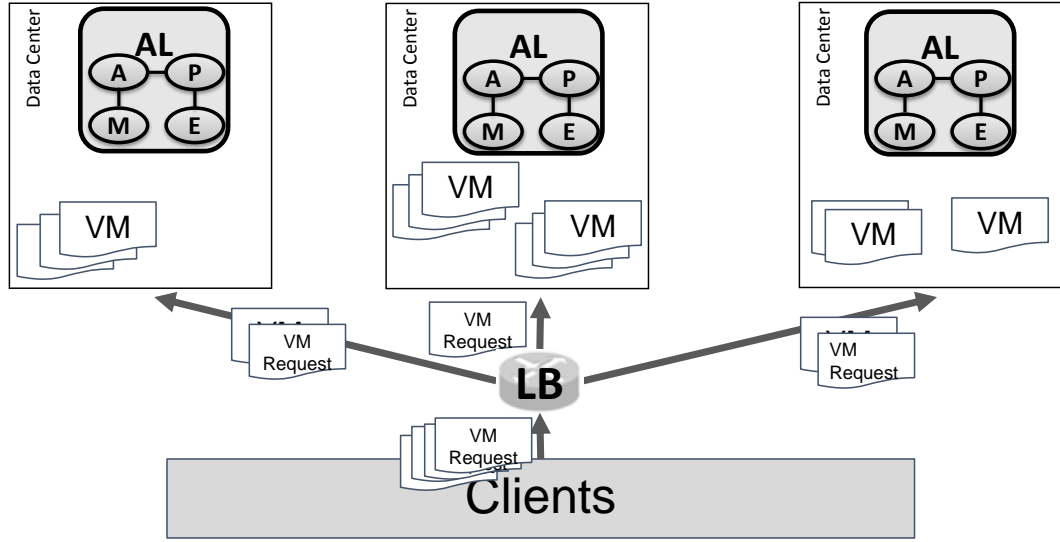 Data Center
AL
A P
M E
VM
Data Center
AL
A P
M E
VM
VM
Data Center
AL
A P
M E
VM
VM
VM
Request
VM
Request
VM
Request
LB
VM
Request
Clients